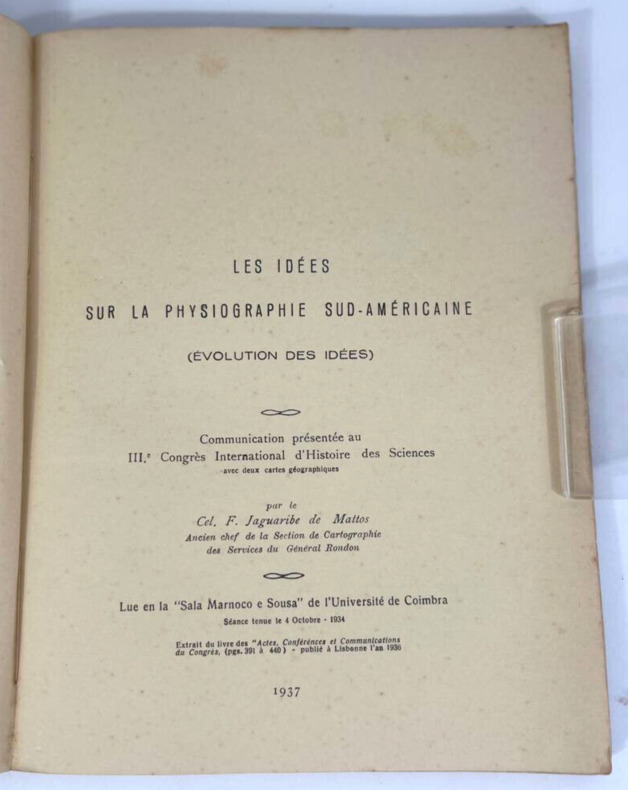 LES IDÉES
SUR LA PHYSIOGRAPHIE SUD-AMÉRICAINE
(ÉVOLUTION DES IDÉES)
Communication présentée au
III.e Congrès International d'Histoire des Sciences
avec deux cartes géographiques
par le
Cel. F. Jaguaribe de Mattos
Ancien chef de la Section de Cartographie
des Services du Général Rondon
Lue en la "Sala Marnoco e Sousa" de l'Université de Coimbra
Séance tenue le 4 Octobre - 1934
Extrait du livre des "Actes, Conférences et Communications
du Congrès, (pgs. 391 à 440) - publié à Lisbonne l'an 1936
1937